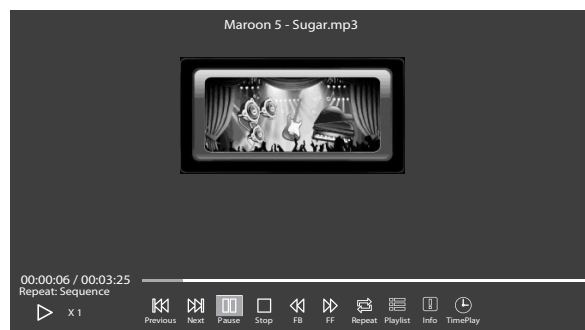 Maroon 5 - Sugar.mp3
00:00:06 / 00:03:25
Repeat: Sequence
X 1
Previous Next Pause Stop FB FF Repeat Playlist Info TimePlay